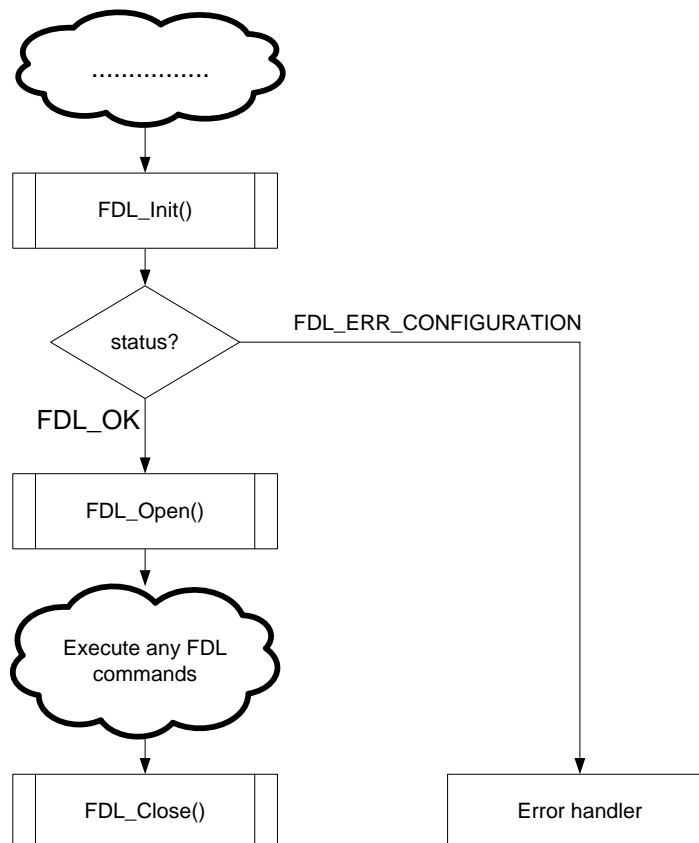 ................
FDL_Init()
status?
FDL_ERR_CONFIGURATION
FDL_OK
FDL_Open()
Execute any FDL
commands
FDL_Close()
Error handler